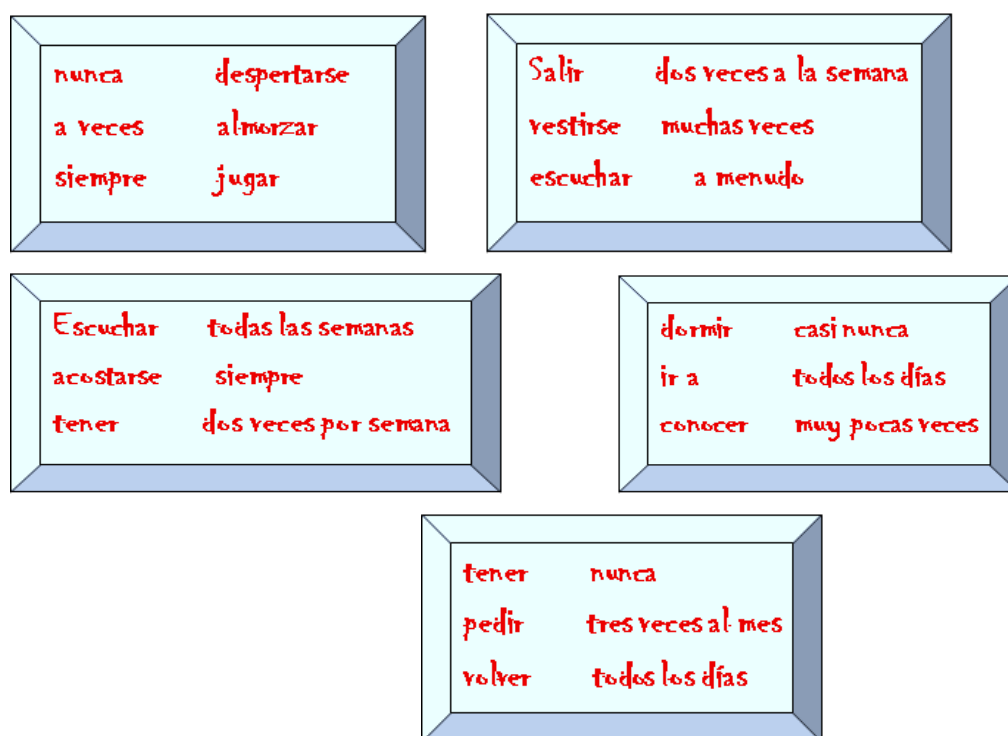 nunca despertarse
a veces almorzar
siempre jugar
Salir dos veces a la semana
vestirse muchas veces
escuchar a menudo
Escuchar todas las semanas
acostarse siempre
tener dos veces por semana
dormir casi nunca
ir a todos los días
conocer muy pocas veces
tener nunca
pedir tres veces al mes
volver todos los días